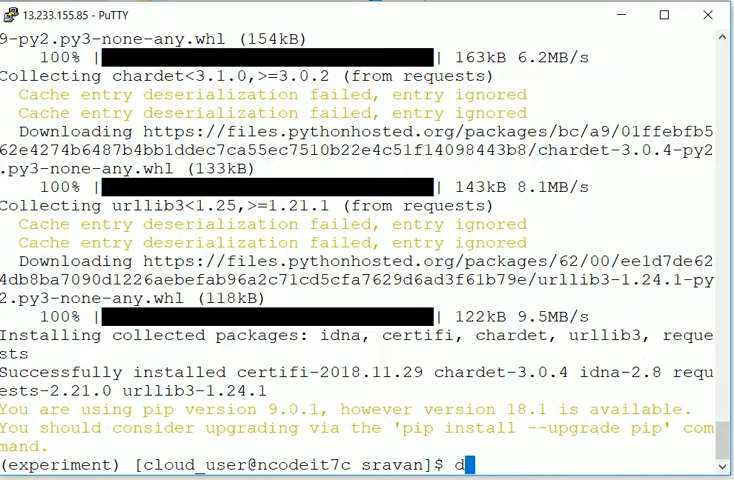 13.233.155.85 - PuTTY
9-py2.py3-none-any.whl (154kB)
100% | | 163kB 6.2MB/s
Collecting chardet<3.1.0,>=3.0.2 (from requests)
Cache entry deserialization failed, entry ignored
Cache entry deserialization failed, entry ignored
Downloading https://files.pythonhosted.org/packages/bc/a9/01ffebfb5
62e4274b6487b4bb1ddec7ca55ec7510b22e4c51f14098443b8/chardet-3.0.4-py2
.py3-none-any.whl (133kB)
100% | | 143kB 8.1MB/s
Collecting urllib3<1.25,>=1.21.1 (from requests)
Cache entry deserialization failed, entry ignored
Cache entry deserialization failed, entry ignored
Downloading https://files.pythonhosted.org/packages/62/00/ee1d7de62
4db8ba7090d1226aebefab96a2c71cd5cfa7629d6ad3f61b79e/urllib3-1.24.1-py
2.py3-none-any.whl (118kB)
100% | | 122kB 9.5MB/s
Installing collected packages: idna, certifi, chardet, urllib3, reque
sts
Successfully installed certifi-2018.11.29 chardet-3.0.4 idna-2.8 requ
ests-2.21.0 urllib3-1.24.1
You are using pip version 9.0.1, however version 18.1 is available.
You should consider upgrading via the 'pip install --upgrade pip' com
mand.
(experiment) [cloud_user@ncodeit7c sravan]$ d